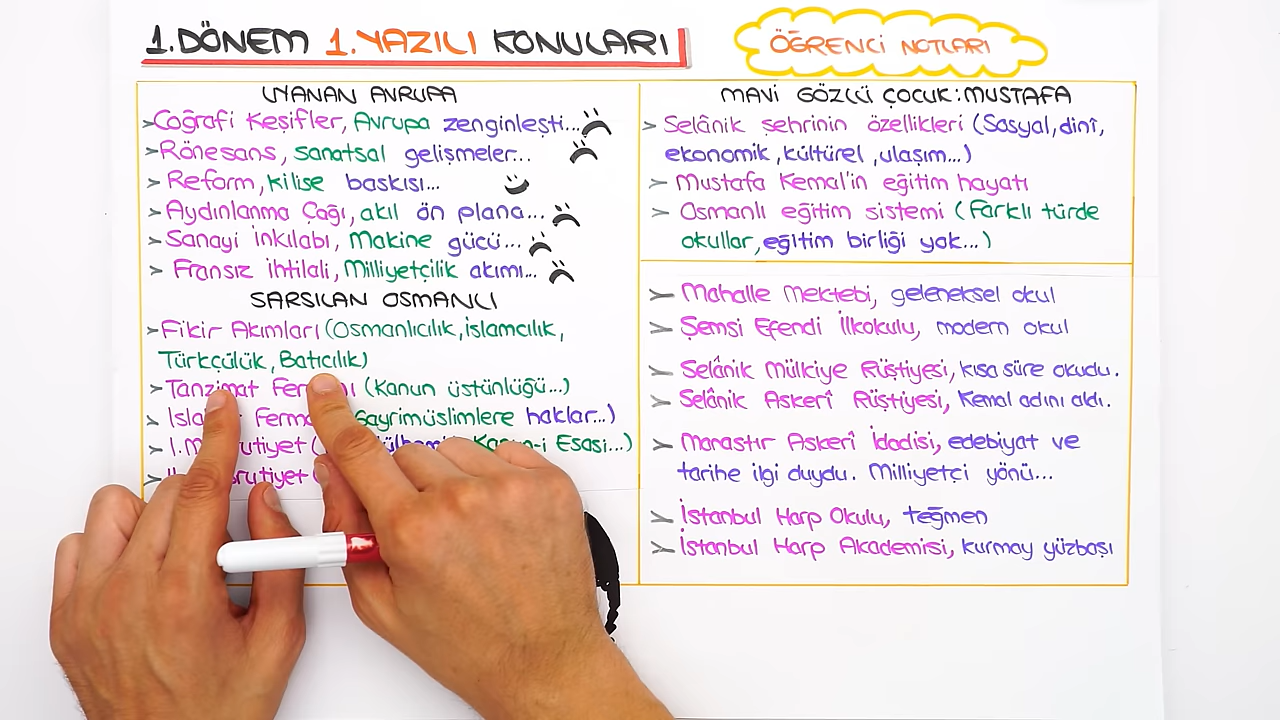 1.DÖNEM 1.YAZILI KONULARI
ÖĞRENCİ NOTLARI
UYANAN AVRUPA
➢Coğrafi Keşifler, Avrupa zenginleşti...
➢Rönesans, sanatsal gelişmeler...
➢ Reform, kilise baskısı...
➢ Aydınlanma Çağı, akıl ön plana...
➢ Sanayi İnkılabı, Makine gücü...
➢ Fransız İhtilali, Milliyetçilik akımı...
SARSILAN OSMANLI
➢Fikir Akımları (Osmanlıcılık, İslamcılık,
Türkçülük, Batıcılık)
➢Tanzimat (Kanun üstünlüğü...)
➢ Gayrimüslimlere haklar...)
➢ Kanun-i Esasi...)
MAVİ GÖZLÜ ÇOCUK: MUSTAFA
➢ Selânik şehrinin özellikleri (Sosyal, dinî,
ekonomik, kültürel, ulaşım...)
➢ Mustafa Kemal'in eğitim hayatı
➢ Osmanlı eğitim sistemi (Farklı türde
okullar, eğitim birliği yok...)
➢ Mahalle Mektebi, geleneksel okul
➢ Şemsi Efendi İlkokulu, modern okul
➢ Selânik Mülkiye Rüştiyesi, kısa süre okudu.
➢ Selânik Askerî Rüştiyesi, Kemal adını aldı.
➢ Manastır Askerî İdadisi, edebiyat ve
tarihe ilgi duydu. Milliyetçi yönü...
➢ İstanbul Harp Okulu, teğmen
➢ İstanbul Harp Akademisi, kurmay yüzbaşı